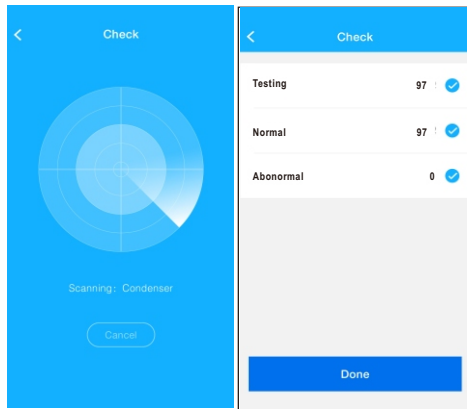 Check
Scanning: Condenser
Cancel
Check
Testing 97
Normal 97
Abonormal 0
Done